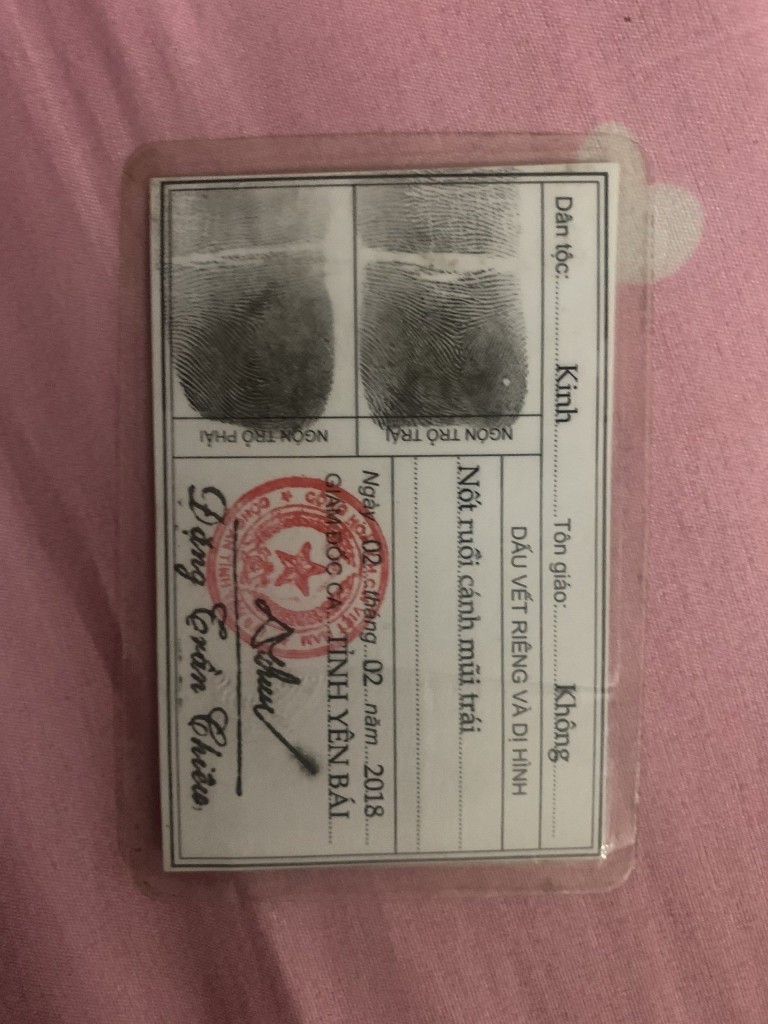 Dân tộc: Kinh Tôn giáo: Không
DẤU VẾT RIÊNG VÀ DỊ HÌNH
Nốt ruồi cánh mũi trái
NGÓN TRỎ TRÁI
NGÓN TRỎ PHẢI
Ngày 02 tháng 02 năm 2018
GIÁM ĐỐC CA TỈNH YÊN BÁI
Đặng Trần Chiêu